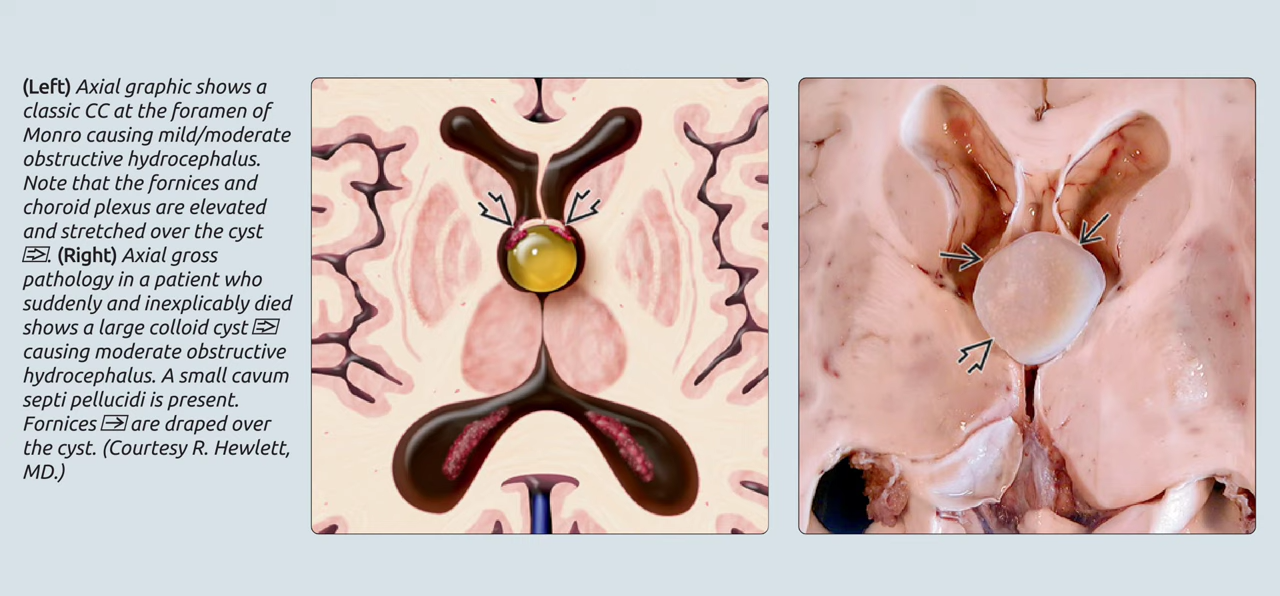 (Left) Axial graphic shows a
classic CC at the foramen of
Monro causing mild/moderate
obstructive hydrocephalus.
Note that the fornices and
choroid plexus are elevated
and stretched over the cyst
. (Right) Axial gross
pathology in a patient who
suddenly and inexplicably died
shows a large colloid cyst
causing moderate obstructive
hydrocephalus. A small cavum
septi pellucidi is present.
Fornices are draped over
the cyst. (Courtesy R. Hewlett,
MD.)